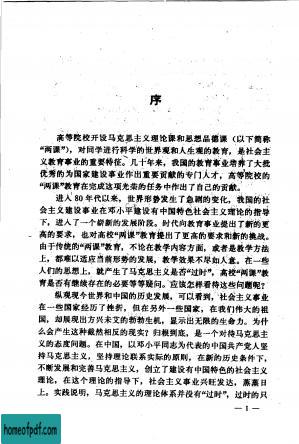 序
高等院校开设马克思主义理论课和思想品德课（以下简称
“两课”），对同学进行科学的世界观和人生观的教育，是社会主
义教育事业的重要特征。几十年来，我国的教育事业培养了大批
优秀的为国家建设事业作出重要贡献的专门人才，高等院校的
“两课”教育在完成这项光荣的任务中作出了自己的贡献。
进入80年代以来，世界形势发生了急剧的变化，我国的社
会主义建设事业在邓小平建设有中国特色社会主义理论的指导
下，进入了一个崭新的发展阶段。时代向教育事业提出了新的更
高的要求，也对高校“两课”教育提出了更高的要求和新的挑战。
由于传统的“两课”教育，不论在教学内容方面，或者是教学方法
上，都难以适应当前形势的发展，教学效果不尽如人意。在一些
人们的思想上，就产生了马克思主义是否“过时”，高校“两课”教
育是否有继续存在的必要等等疑问。应该怎样看待这些问题呢？
纵观现今世界和中国的历史发展，可以看到，社会主义事业
在一些国家经历了挫折，但在另外一些国家，在我们伟大的祖
国，却展现出方兴未艾的勃勃生机，显示出无限的生命力。为什
么会产生这种截然相反的现实？归根到底，是一个对待马克思主
义的态度问题。在中国，以邓小平同志为代表的中国共产党人坚
持马克思主义，坚持理论联系实际的原则，在新的历史条件下，
不断发展和完善马克思主义，创立了建设有中国特色的社会主义
理论，在这个理论的指导下，社会主义事业兴旺发达，蒸蒸日
上。实践说明，马克思主义的理论体系并没有“过时”，过时的只
— 1 —
homeofpdf.com
homeofpdf.com